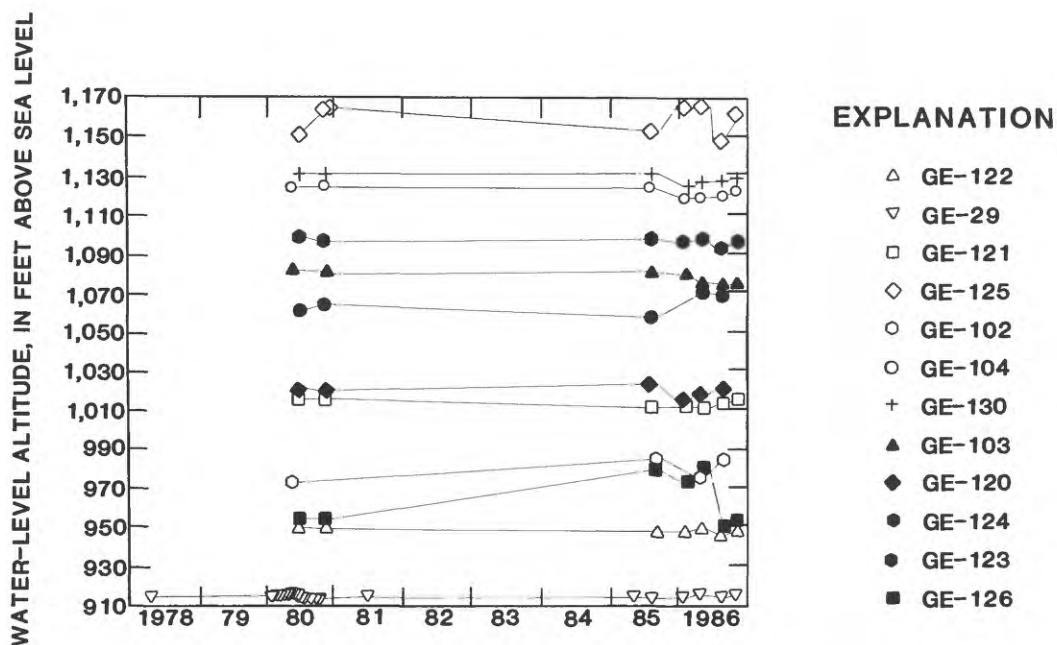 WATER-LEVEL ALTITUDE, IN FEET ABOVE SEA LEVEL
1,170
1,150
1,130
1,110
1,090
1,070
1,050
1,030
1,010
990
970
950
930
910
1978 79 80 81 82 83 84 85 1986
EXPLANATION
GE-122
GE-29
GE-121
GE-125
GE-102
GE-104
GE-130
GE-103
GE-120
GE-124
GE-123
GE-126